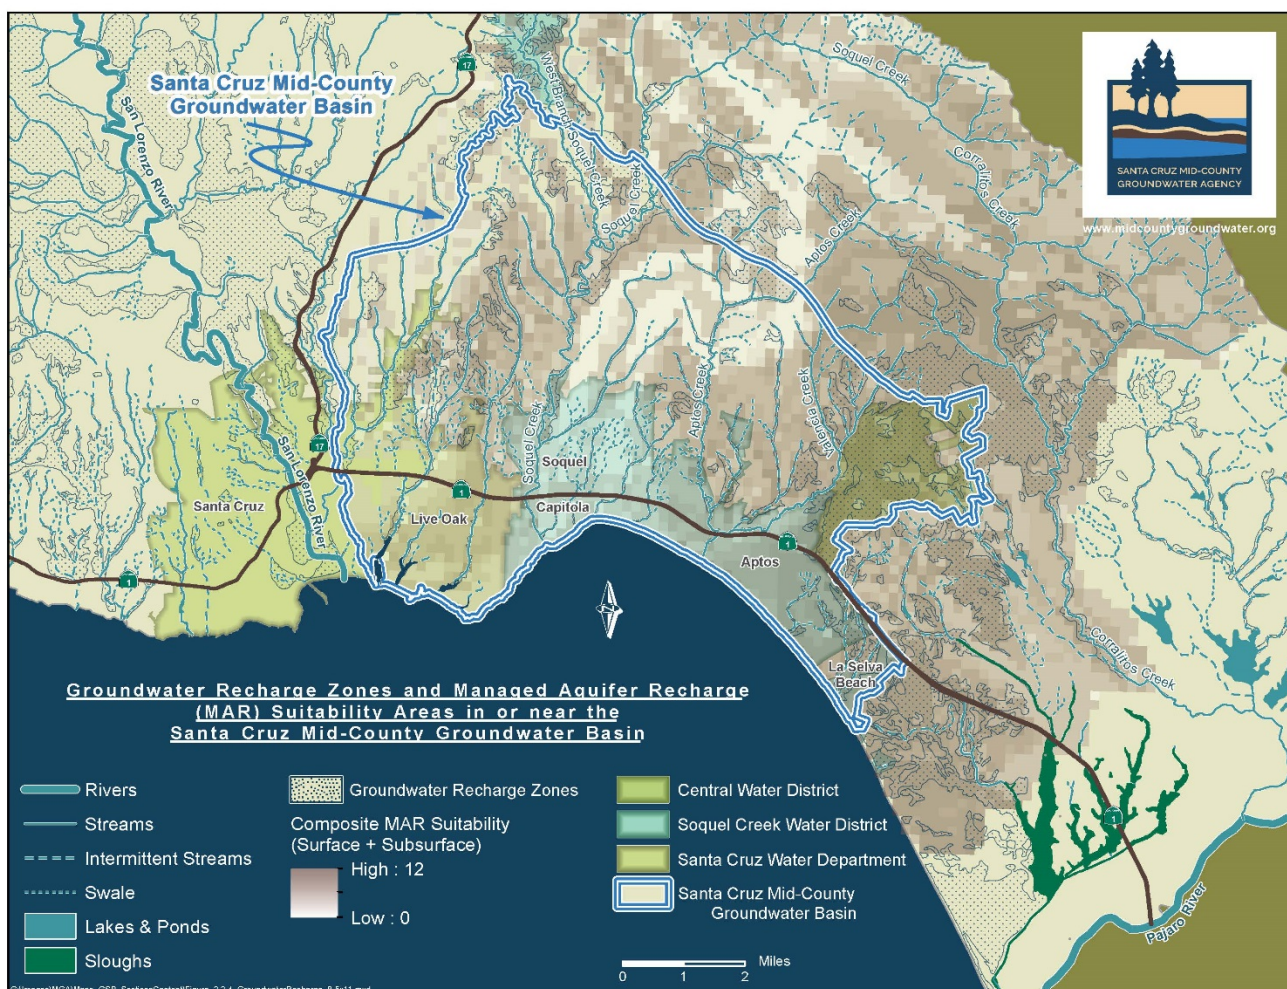 Santa Cruz Mid-County
Groundwater Basin
17
West Branch Soquel Creek
Soquel Creek
SANTA CRUZ MID-COUNTY
GROUNDWATER AGENCY
www.midcountygroundwater.org
San Lorenzo River
Corralitos Creek
Soquel Creek
Aptos Creek
17
San Lorenzo River
Soquel Creek
Aptos Creek
Valencia Creek
Soquel
Santa Cruz
1
Live Oak
Capitola
1
Aptos
1
La Selva
Beach
Corralitos Creek
1
Pajaro River
Groundwater Recharge Zones and Managed Aquifer Recharge
(MAR) Suitability Areas in or near the
Santa Cruz Mid-County Groundwater Basin
Rivers
Streams
Intermittent Streams
Swale
Lakes & Ponds
Sloughs
Groundwater Recharge Zones
Composite MAR Suitability
(Surface + Subsurface)
High : 12
Low : 0
Central Water District
Soquel Creek Water District
Santa Cruz Water Department
Santa Cruz Mid-County
Groundwater Basin
0 1 2
Miles